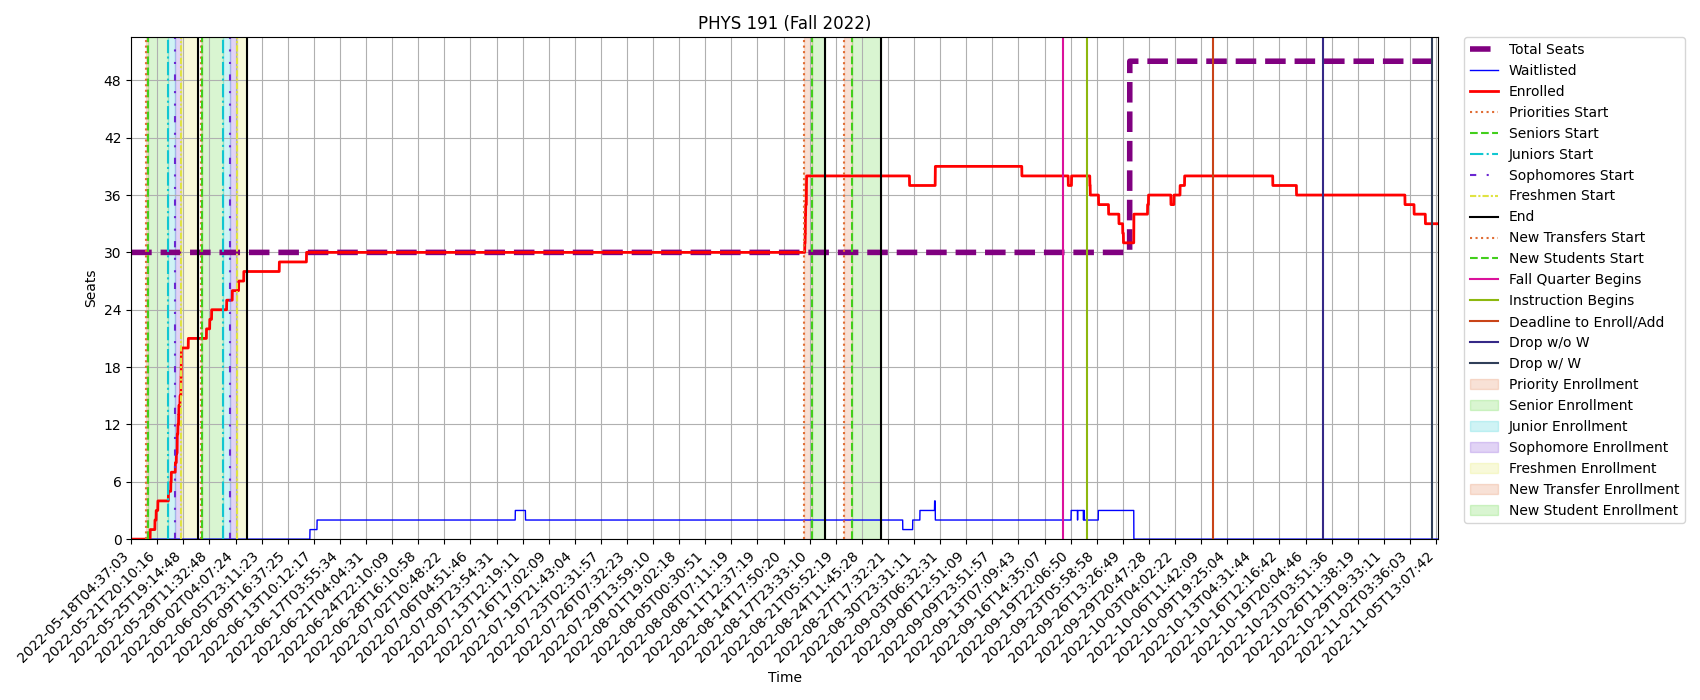 PHYS 191 (Fall 2022)
Seats
48
42
36
30
24
18
12
6
0
2022-05-18T04:37:03
2022-05-21T20:10:16
2022-05-25T19:14:48
2022-05-29T11:32:48
2022-06-02T04:07:24
2022-06-05T23:11:23
2022-06-09T16:37:25
2022-06-13T10:12:17
2022-06-17T03:55:34
2022-06-21T04:04:31
2022-06-24T22:10:09
2022-06-28T16:10:58
2022-07-02T10:48:22
2022-07-06T04:51:46
2022-07-09T23:54:31
2022-07-13T12:19:11
2022-07-16T17:02:09
2022-07-19T21:43:04
2022-07-23T02:31:57
2022-07-26T07:32:23
2022-07-29T13:59:10
2022-08-01T19:02:18
2022-08-05T00:30:51
2022-08-08T07:11:19
2022-08-11T12:37:19
2022-08-14T17:50:20
2022-08-17T23:33:10
2022-08-21T05:52:19
2022-08-24T11:45:28
2022-08-27T17:32:21
2022-08-30T23:31:11
2022-09-03T06:32:31
2022-09-06T12:51:09
2022-09-09T23:51:57
2022-09-13T07:09:43
2022-09-16T14:35:07
2022-09-19T22:06:50
2022-09-23T05:58:58
2022-09-26T13:26:49
2022-09-29T20:47:28
2022-10-03T04:02:22
2022-10-06T11:42:09
2022-10-09T19:25:04
2022-10-13T04:31:44
2022-10-16T12:16:42
2022-10-19T20:04:46
2022-10-23T03:51:36
2022-10-26T11:38:19
2022-10-29T19:33:11
2022-11-02T03:36:03
2022-11-05T13:07:42
Time
Total Seats
Waitlisted
Enrolled
Priorities Start
Seniors Start
Juniors Start
Sophomores Start
Freshmen Start
End
New Transfers Start
New Students Start
Fall Quarter Begins
Instruction Begins
Deadline to Enroll/Add
Drop w/o W
Drop w/ W
Priority Enrollment
Senior Enrollment
Junior Enrollment
Sophomore Enrollment
Freshmen Enrollment
New Transfer Enrollment
New Student Enrollment